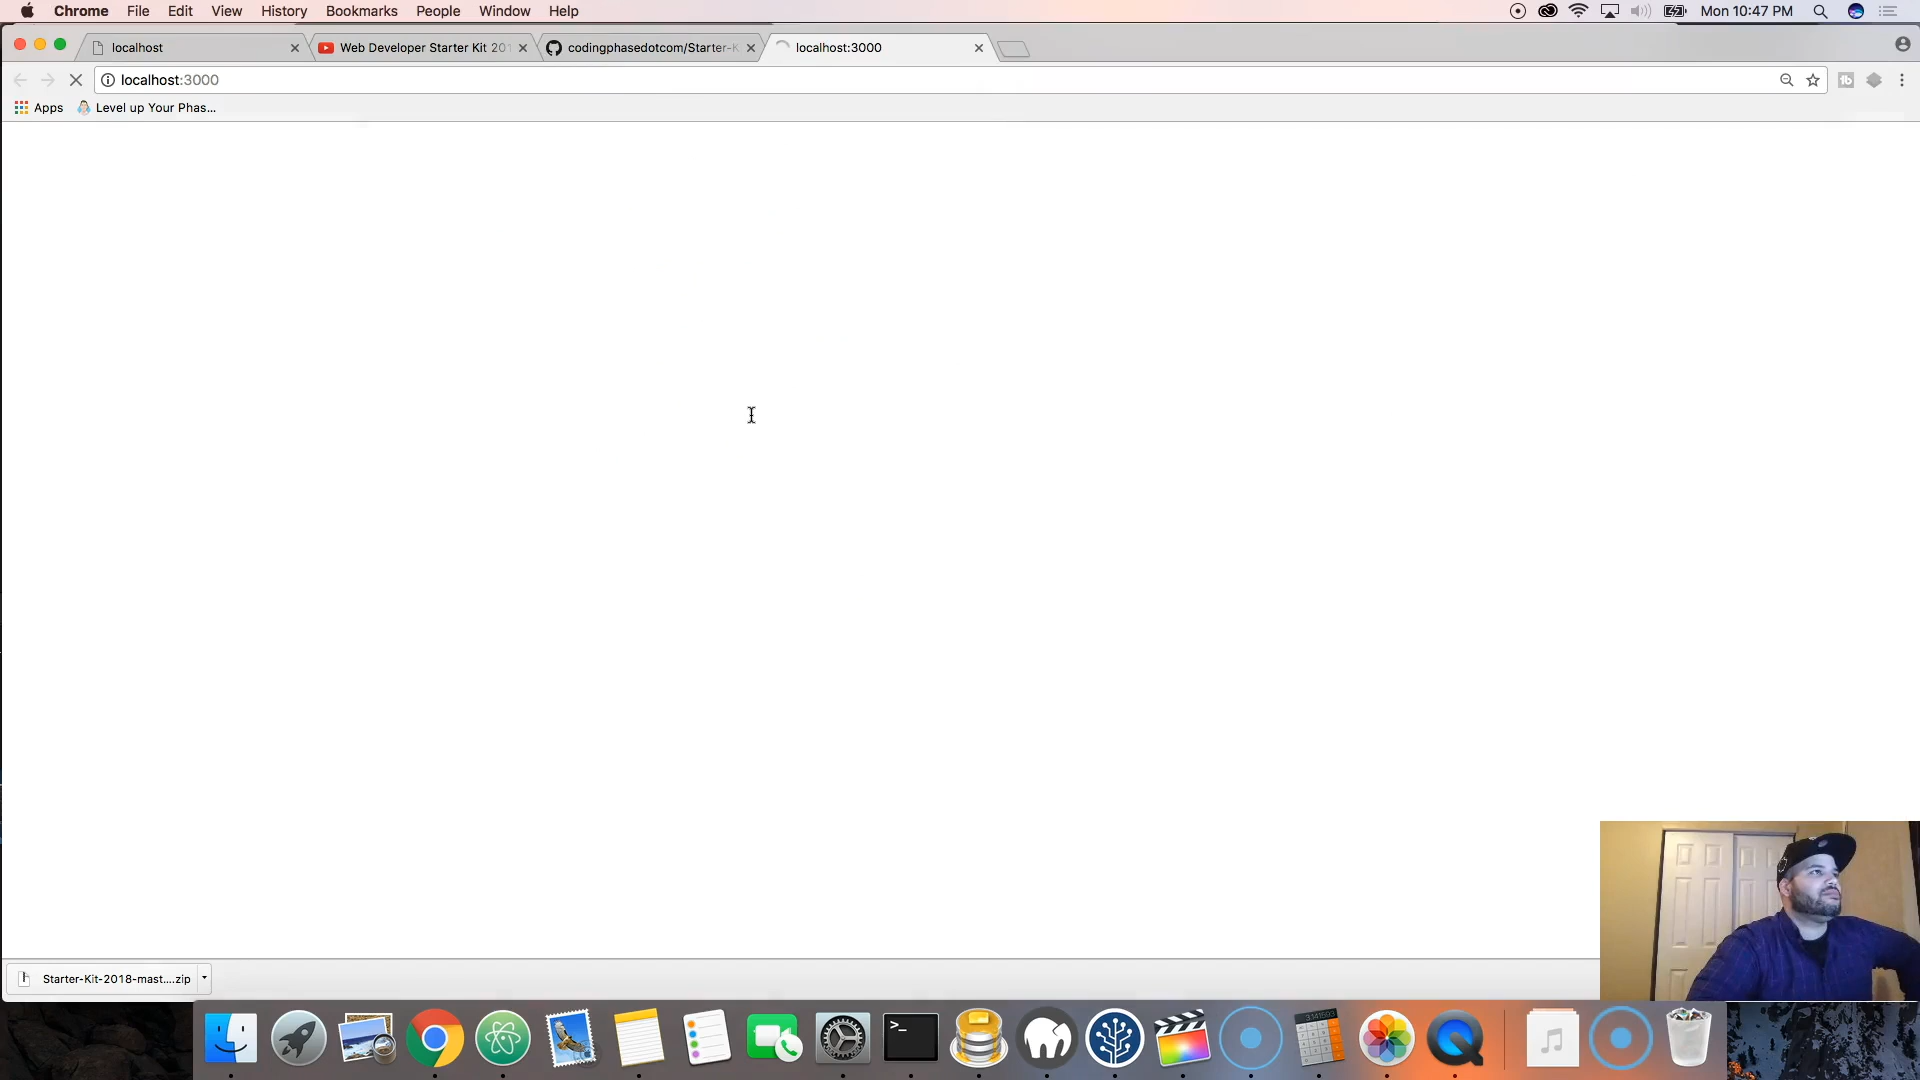 Chrome File Edit View History Bookmarks People Window Help Mon 10:47 PM
localhost Web Developer Starter Kit 201 codingphasedotcom/Starter-K localhost:3000
localhost:3000
Apps Level up Your Phas...
Starter-Kit-2018-mast....zip